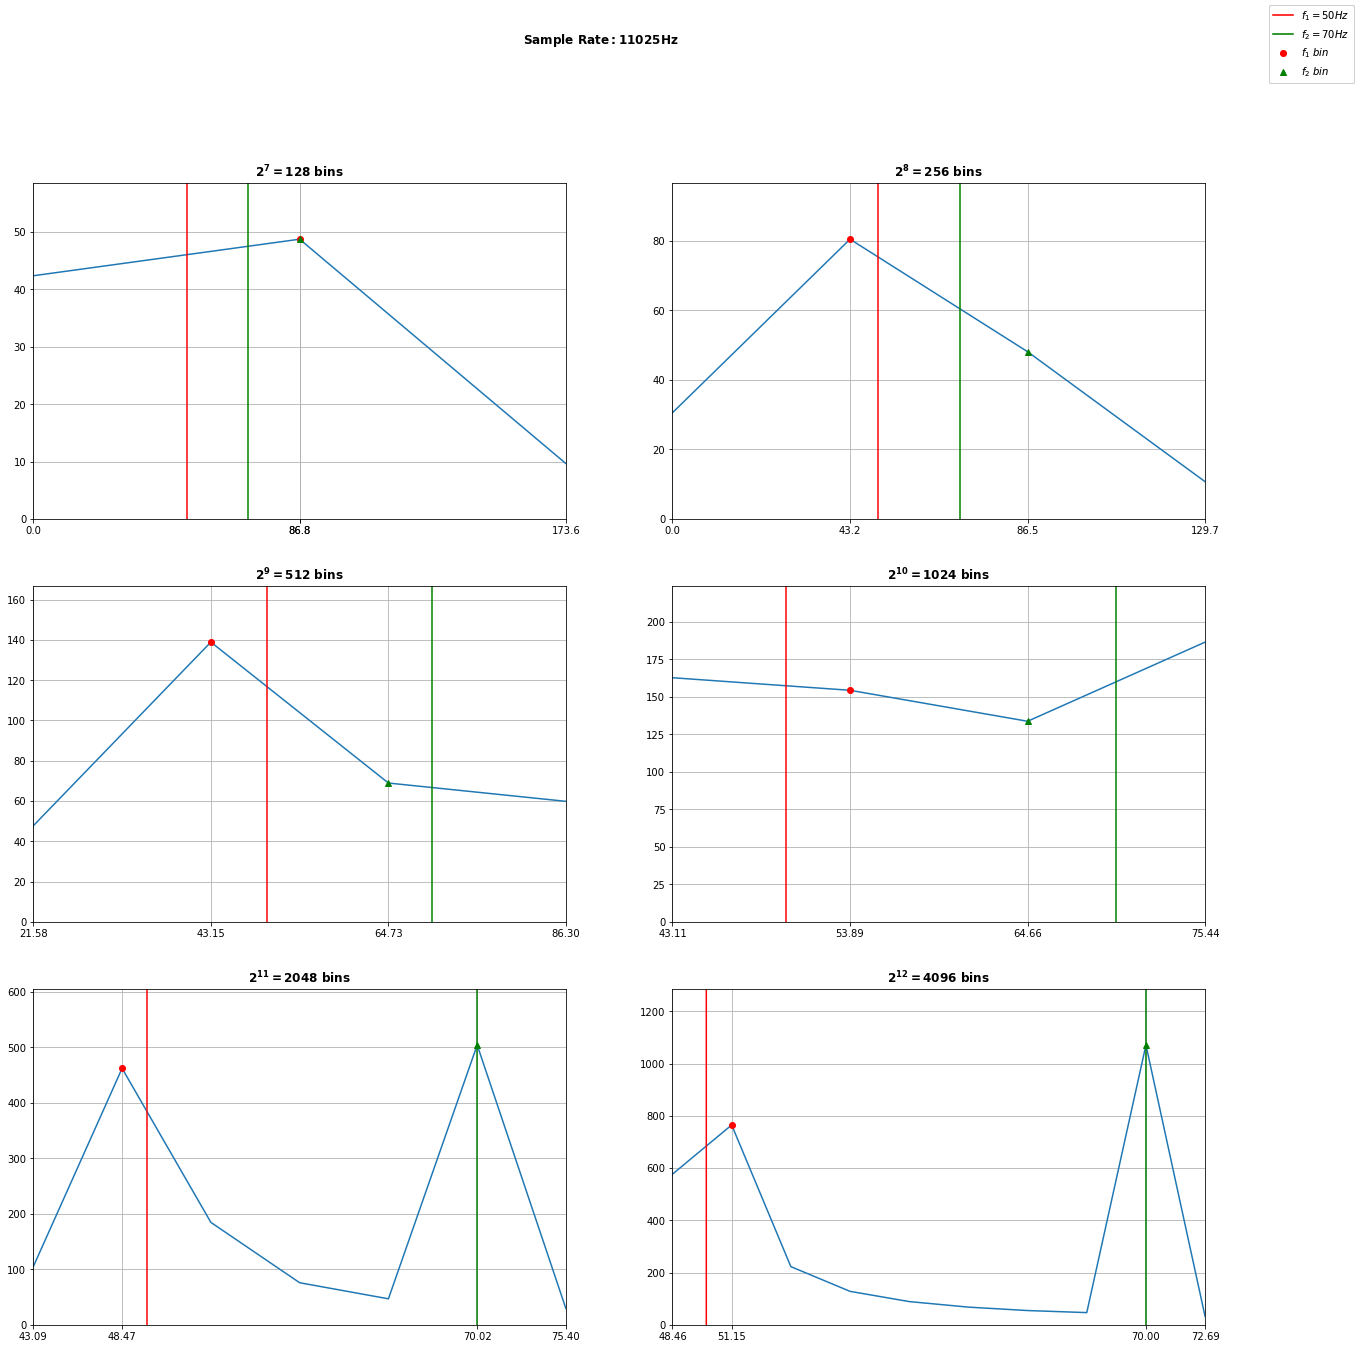 f₁ = 50Hz
f₂ = 70Hz
f₁ bin
f₂ bin
Sample Rate: 11025Hz
2⁷ = 128 bins
50
40
30
20
10
0
0.0 86.8 173.6
2⁸ = 256 bins
80
60
40
20
0
0.0 43.2 86.5 129.7
2⁹ = 512 bins
160
140
120
100
80
60
40
20
0
21.58 43.15 64.73 86.30
2¹⁰ = 1024 bins
200
175
150
125
100
75
50
25
0
43.11 53.89 64.66 75.44
2¹¹ = 2048 bins
600
500
400
300
200
100
0
43.09 48.47 70.02 75.40
2¹² = 4096 bins
1200
1000
800
600
400
200
0
48.46 51.15 70.00 72.69